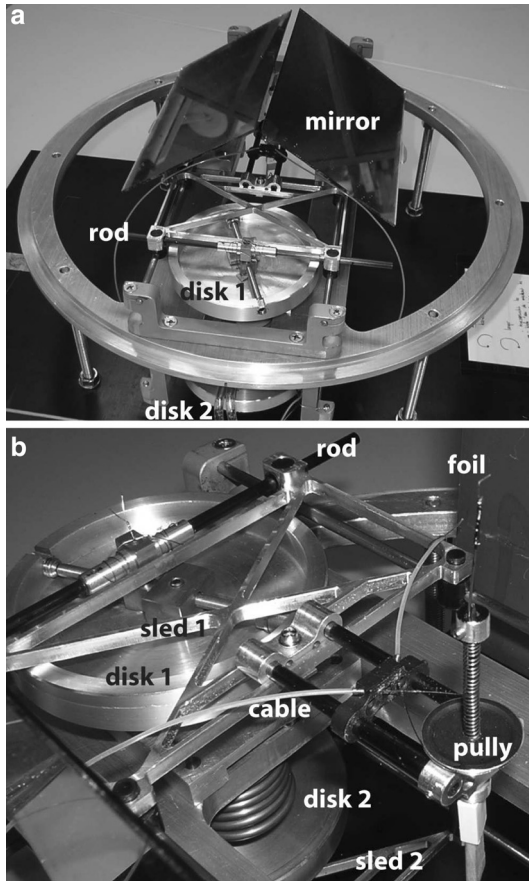 a
mirror
rod
disk 1
disk 2
b
rod
foil
sled 1
disk 1
cable
pully
disk 2
sled 2